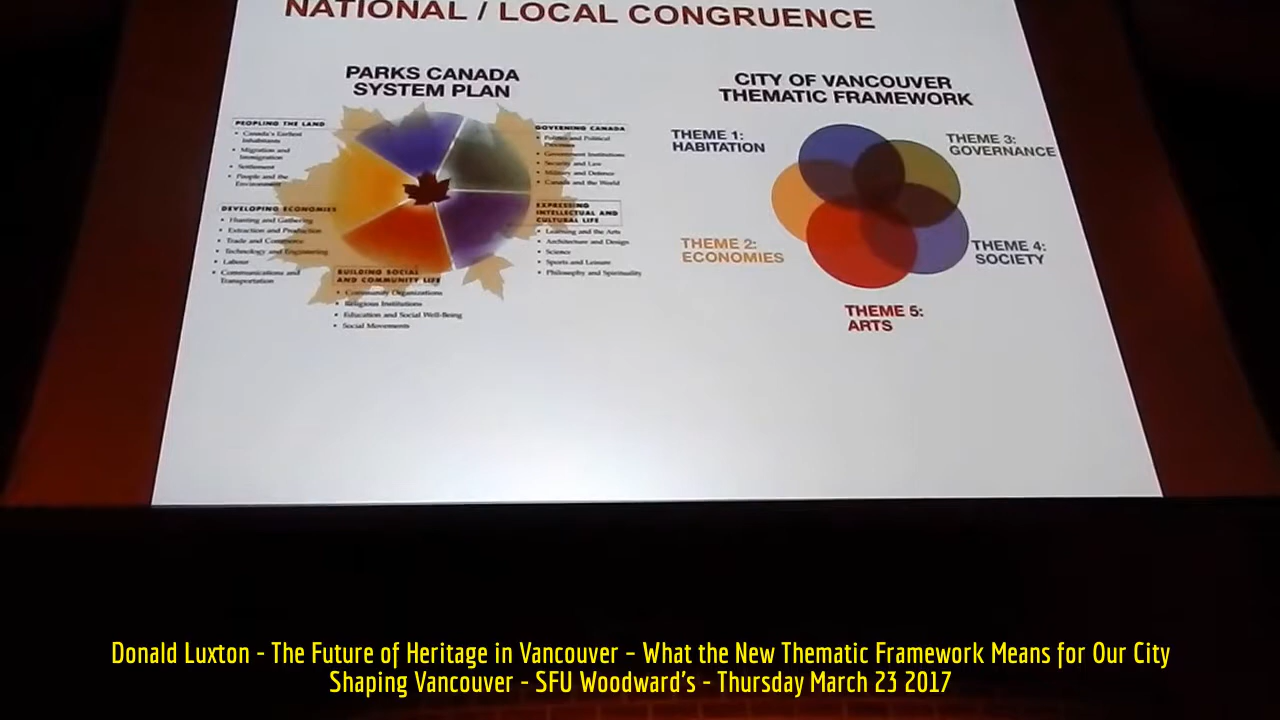 NATIONAL / LOCAL CONGRUENCE
PARKS CANADA
SYSTEM PLAN
PEOPLING THE LAND
• Canada's Earliest
Inhabitants
• Migration and
Immigration
• Settlement
• People and the
Environment
DEVELOPING ECONOMIES
• Hunting and Gathering
• Extraction and Production
• Trade and Commerce
• Technology and Engineering
• Labour
• Communications and
Transportation
BUILDING SOCIAL
AND COMMUNITY LIFE
• Community Organizations
• Religious Institutions
• Education and Social Well-Being
• Social Movements
GOVERNING CANADA
• Politics and Political
Processes
• Government Institutions
• Security and Law
• Military and Defence
• Canada and the World
EXPRESSING
INTELLECTUAL AND
CULTURAL LIFE
• Learning and the Arts
• Architecture and Design
• Science
• Sports and Leisure
• Philosophy and Spirituality
CITY OF VANCOUVER
THEMATIC FRAMEWORK
THEME 1:
HABITATION
THEME 3:
GOVERNANCE
THEME 2:
ECONOMIES
THEME 4:
SOCIETY
THEME 5:
ARTS
Donald Luxton - The Future of Heritage in Vancouver – What the New Thematic Framework Means for Our City
Shaping Vancouver - SFU Woodward's - Thursday March 23 2017